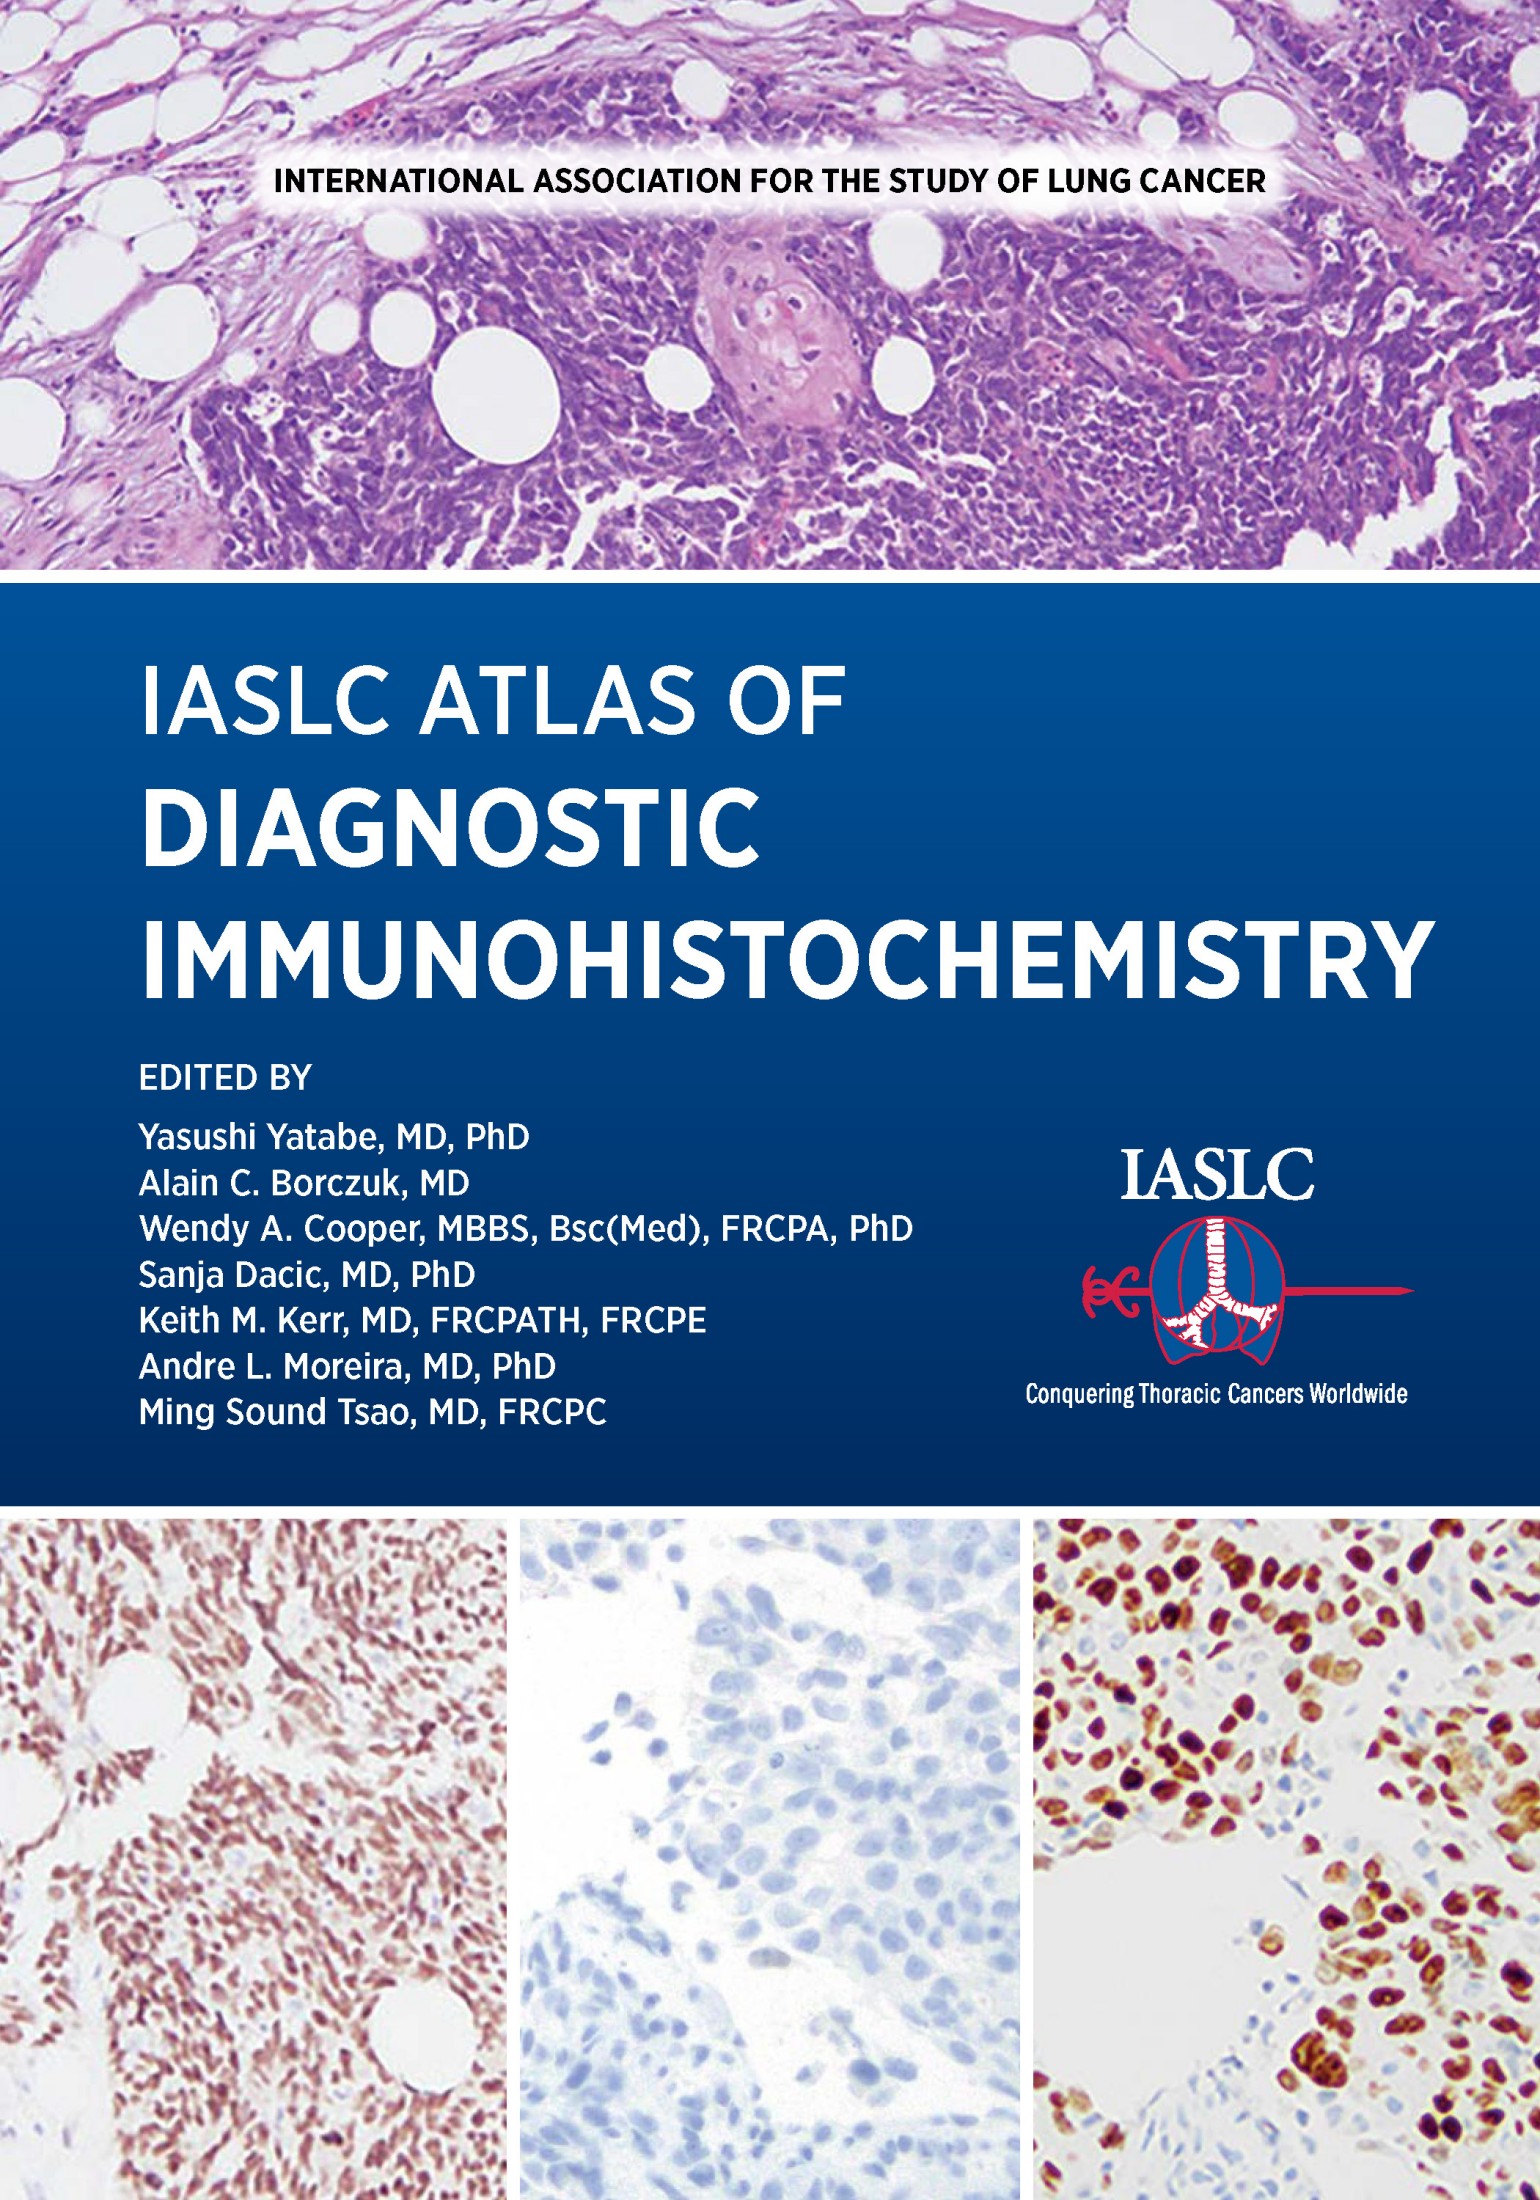 INTERNATIONAL ASSOCIATION FOR THE STUDY OF LUNG CANCER
IASLC ATLAS OF
DIAGNOSTIC
IMMUNOHISTOCHEMISTRY
EDITED BY
Yasushi Yatabe, MD, PhD
Alain C. Borczuk, MD
Wendy A. Cooper, MBBS, Bsc(Med), FRCPA, PhD
Sanja Dacic, MD, PhD
Keith M. Kerr, MD, FRCPATH, FRCPE
Andre L. Moreira, MD, PhD
Ming Sound Tsao, MD, FRCPC
IASLC
Conquering Thoracic Cancers Worldwide